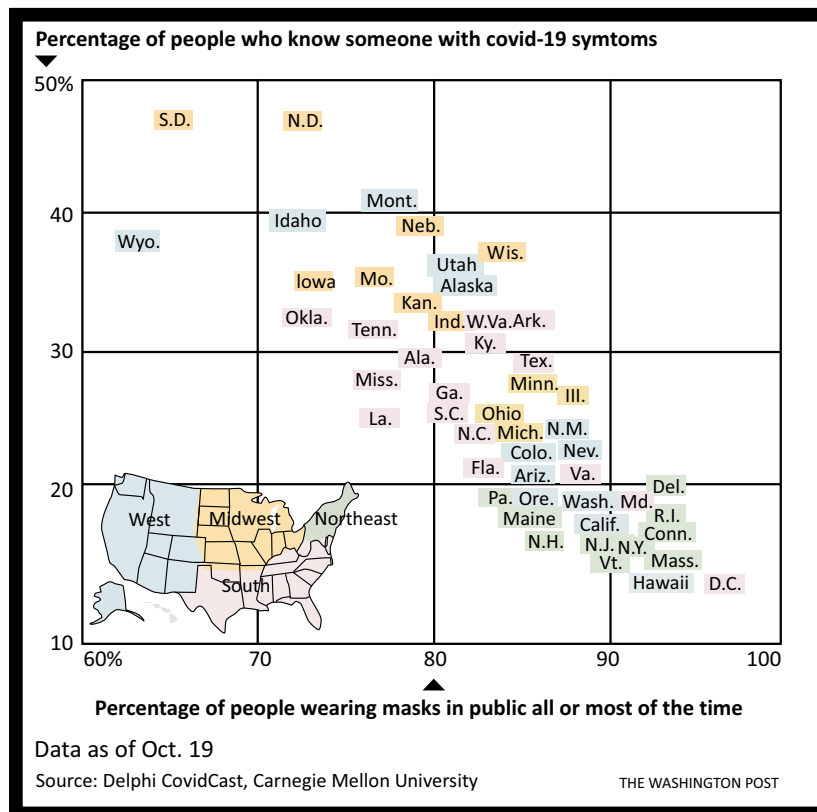 Percentage of people who know someone with covid-19 symtoms
50%
S.D. N.D.
Mont.
40 Idaho Neb.
Wyo. Wis.
Utah
Iowa Mo. Alaska
Kan.
Okla. Ind. W.Va. Ark.
Tenn. Ky.
30 Ala. Tex.
Miss. Minn.
Ga. Ill.
La. S.C. Ohio
N.C. Mich. N.M.
Colo. Nev.
Fla. Ariz. Va.
20 Del.
Pa. Ore. Wash. Md.
West Midwest Northeast Maine Calif. R.I.
Conn.
N.H. N.J. N.Y.
Vt. Mass.
South Hawaii D.C.
10
60% 70 80 90 100
Percentage of people wearing masks in public all or most of the time
Data as of Oct. 19
Source: Delphi CovidCast, Carnegie Mellon University THE WASHINGTON POST